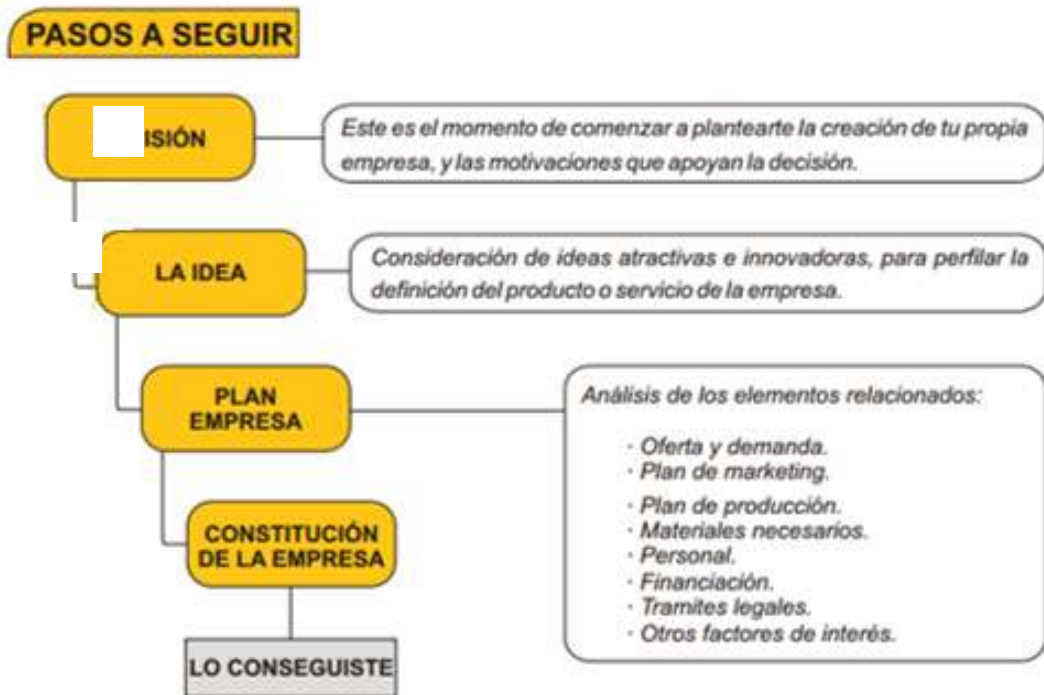 PASOS A SEGUIR
ISIÓN
Este es el momento de comenzar a plantearte la creación de tu propia
empresa, y las motivaciones que apoyan la decisión.
LA IDEA
Consideración de ideas atractivas e innovadoras, para perfilar la
definición del producto o servicio de la empresa.
PLAN
EMPRESA
Análisis de los elementos relacionados:
· Oferta y demanda.
· Plan de marketing.
· Plan de producción.
· Materiales necesarios.
· Personal.
· Financiación.
· Tramites legales.
· Otros factores de interés.
CONSTITUCIÓN
DE LA EMPRESA
LO CONSEGUISTE